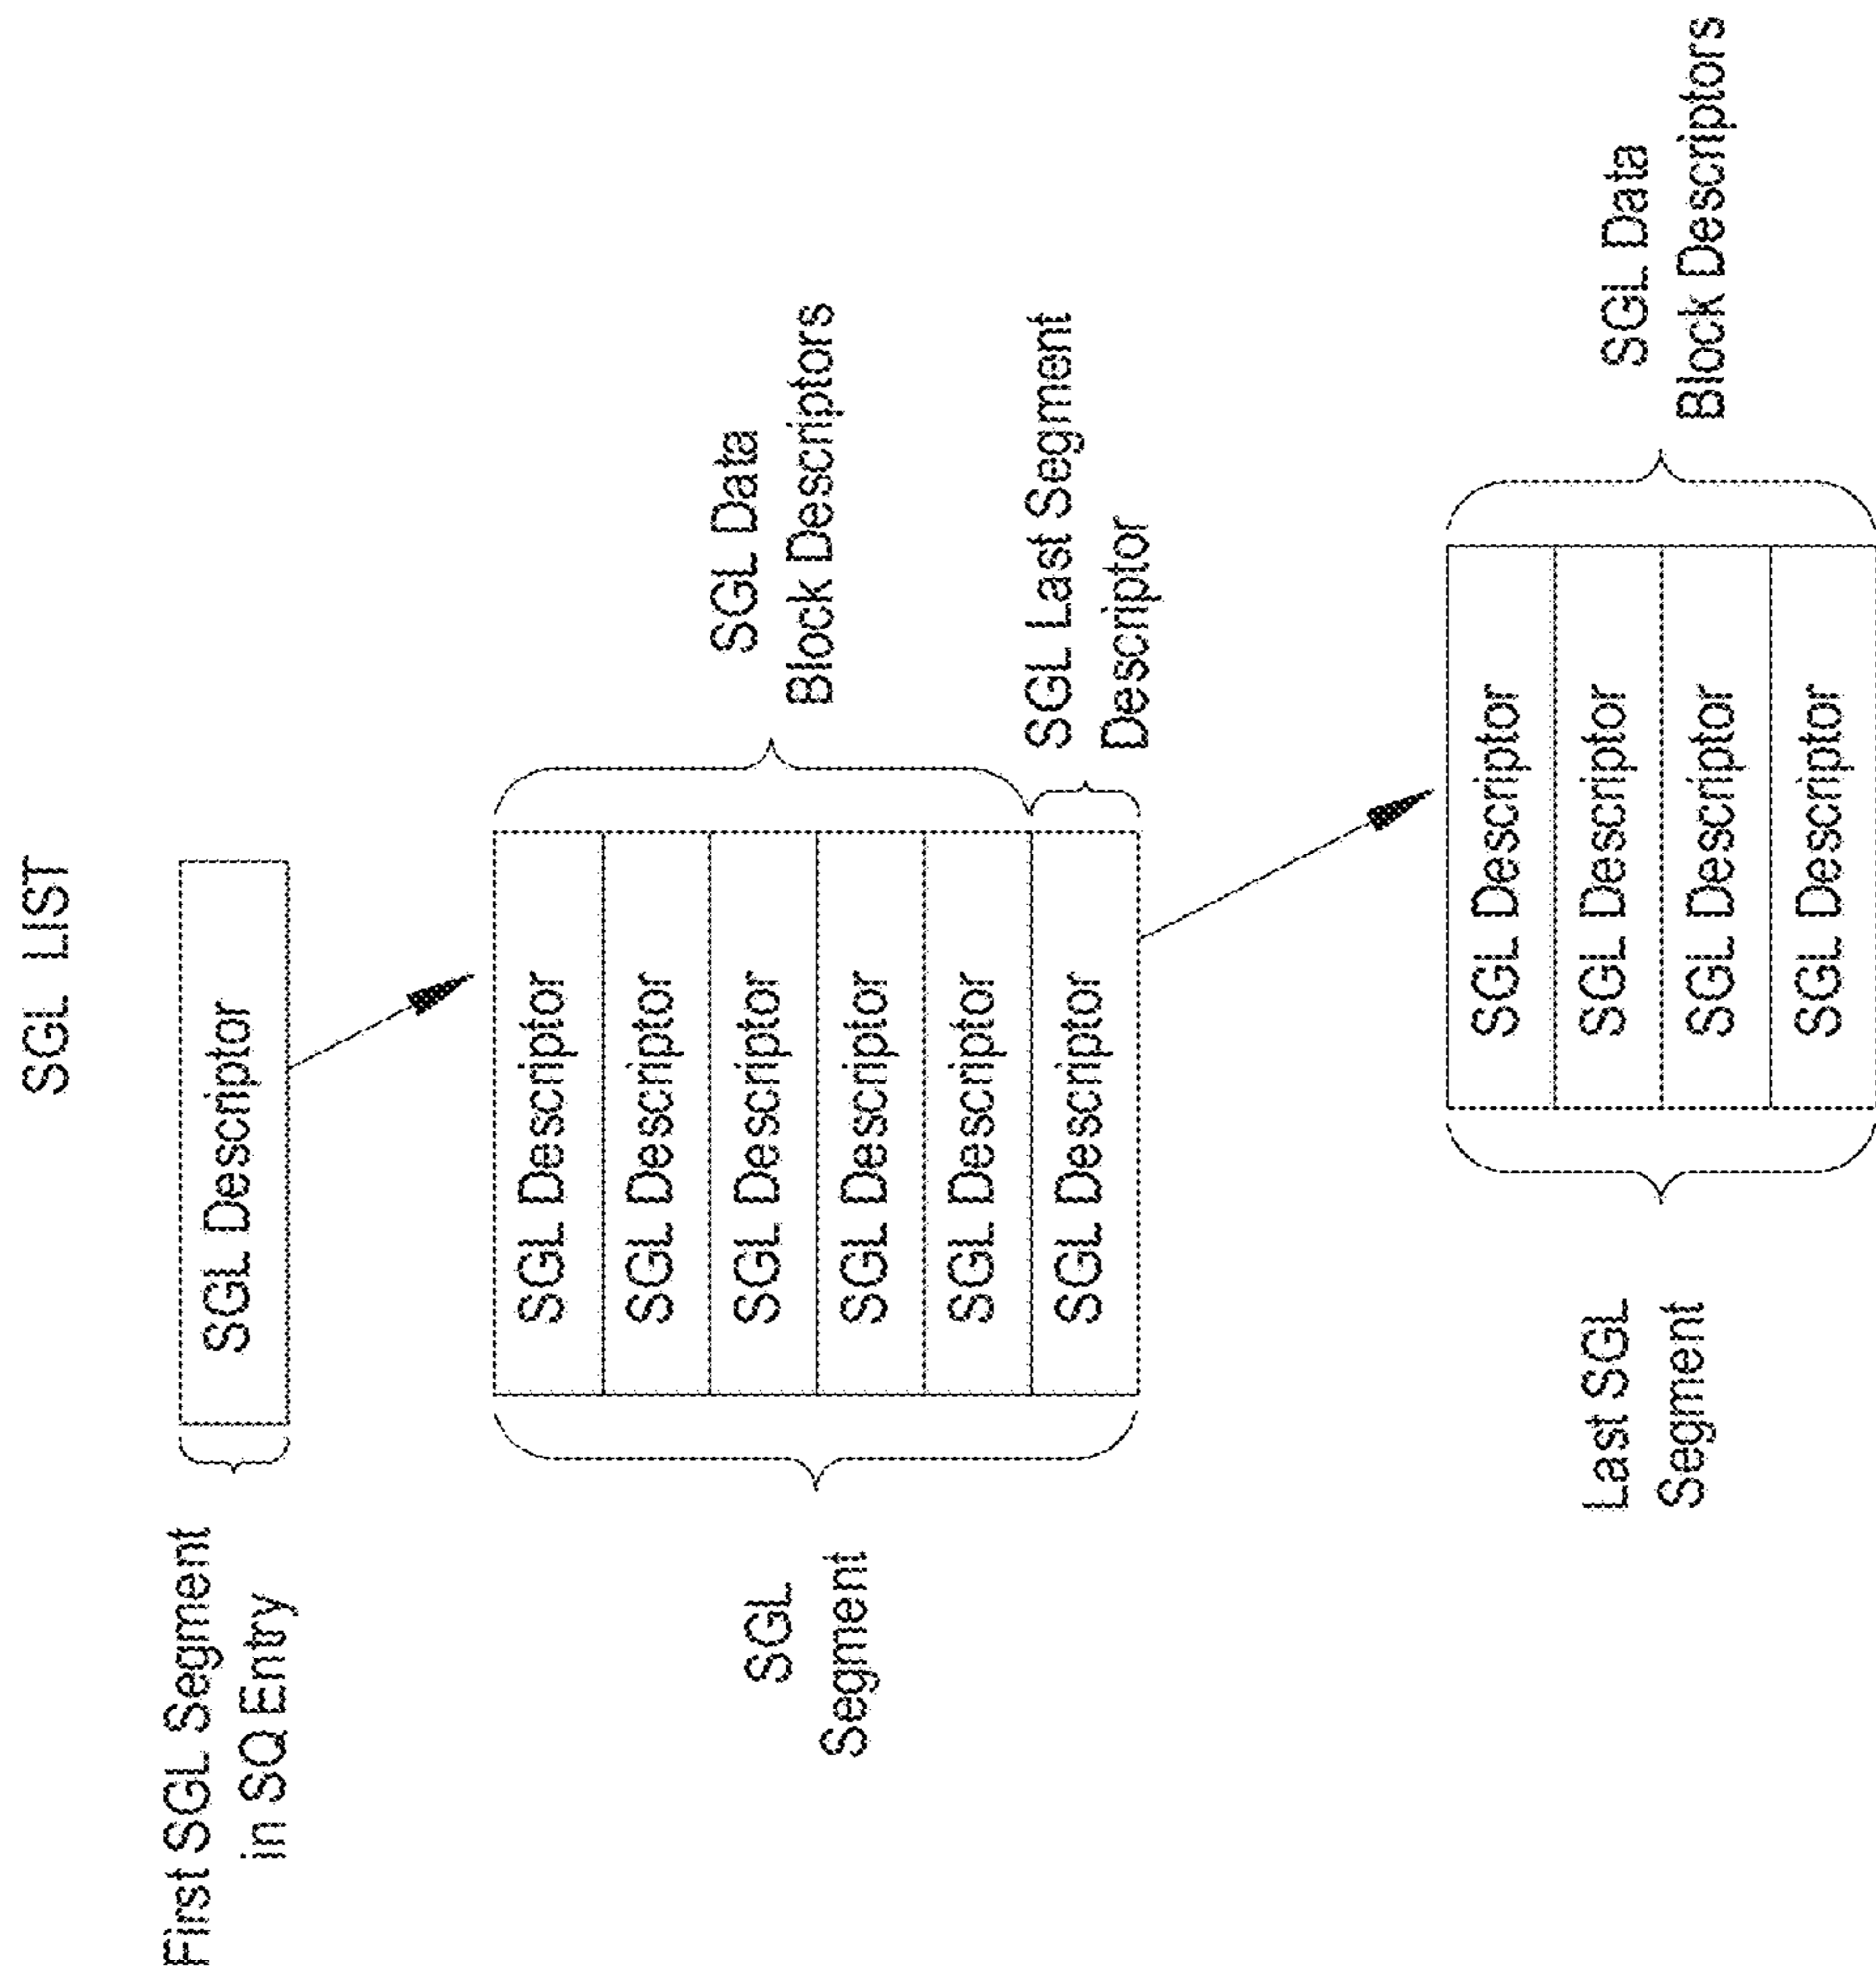 SGL LIST
First SGL Segment
in SQ Entry
SGL Descriptor
SGL
Segment
SGL Descriptor
SGL Descriptor
SGL Descriptor
SGL Descriptor
SGL Descriptor
SGL Descriptor
SGL Data
Block Descriptors
SGL Last Segment
Descriptor
Last SGL
Segment
SGL Descriptor
SGL Descriptor
SGL Descriptor
SGL Descriptor
SGL Data
Block Descriptors